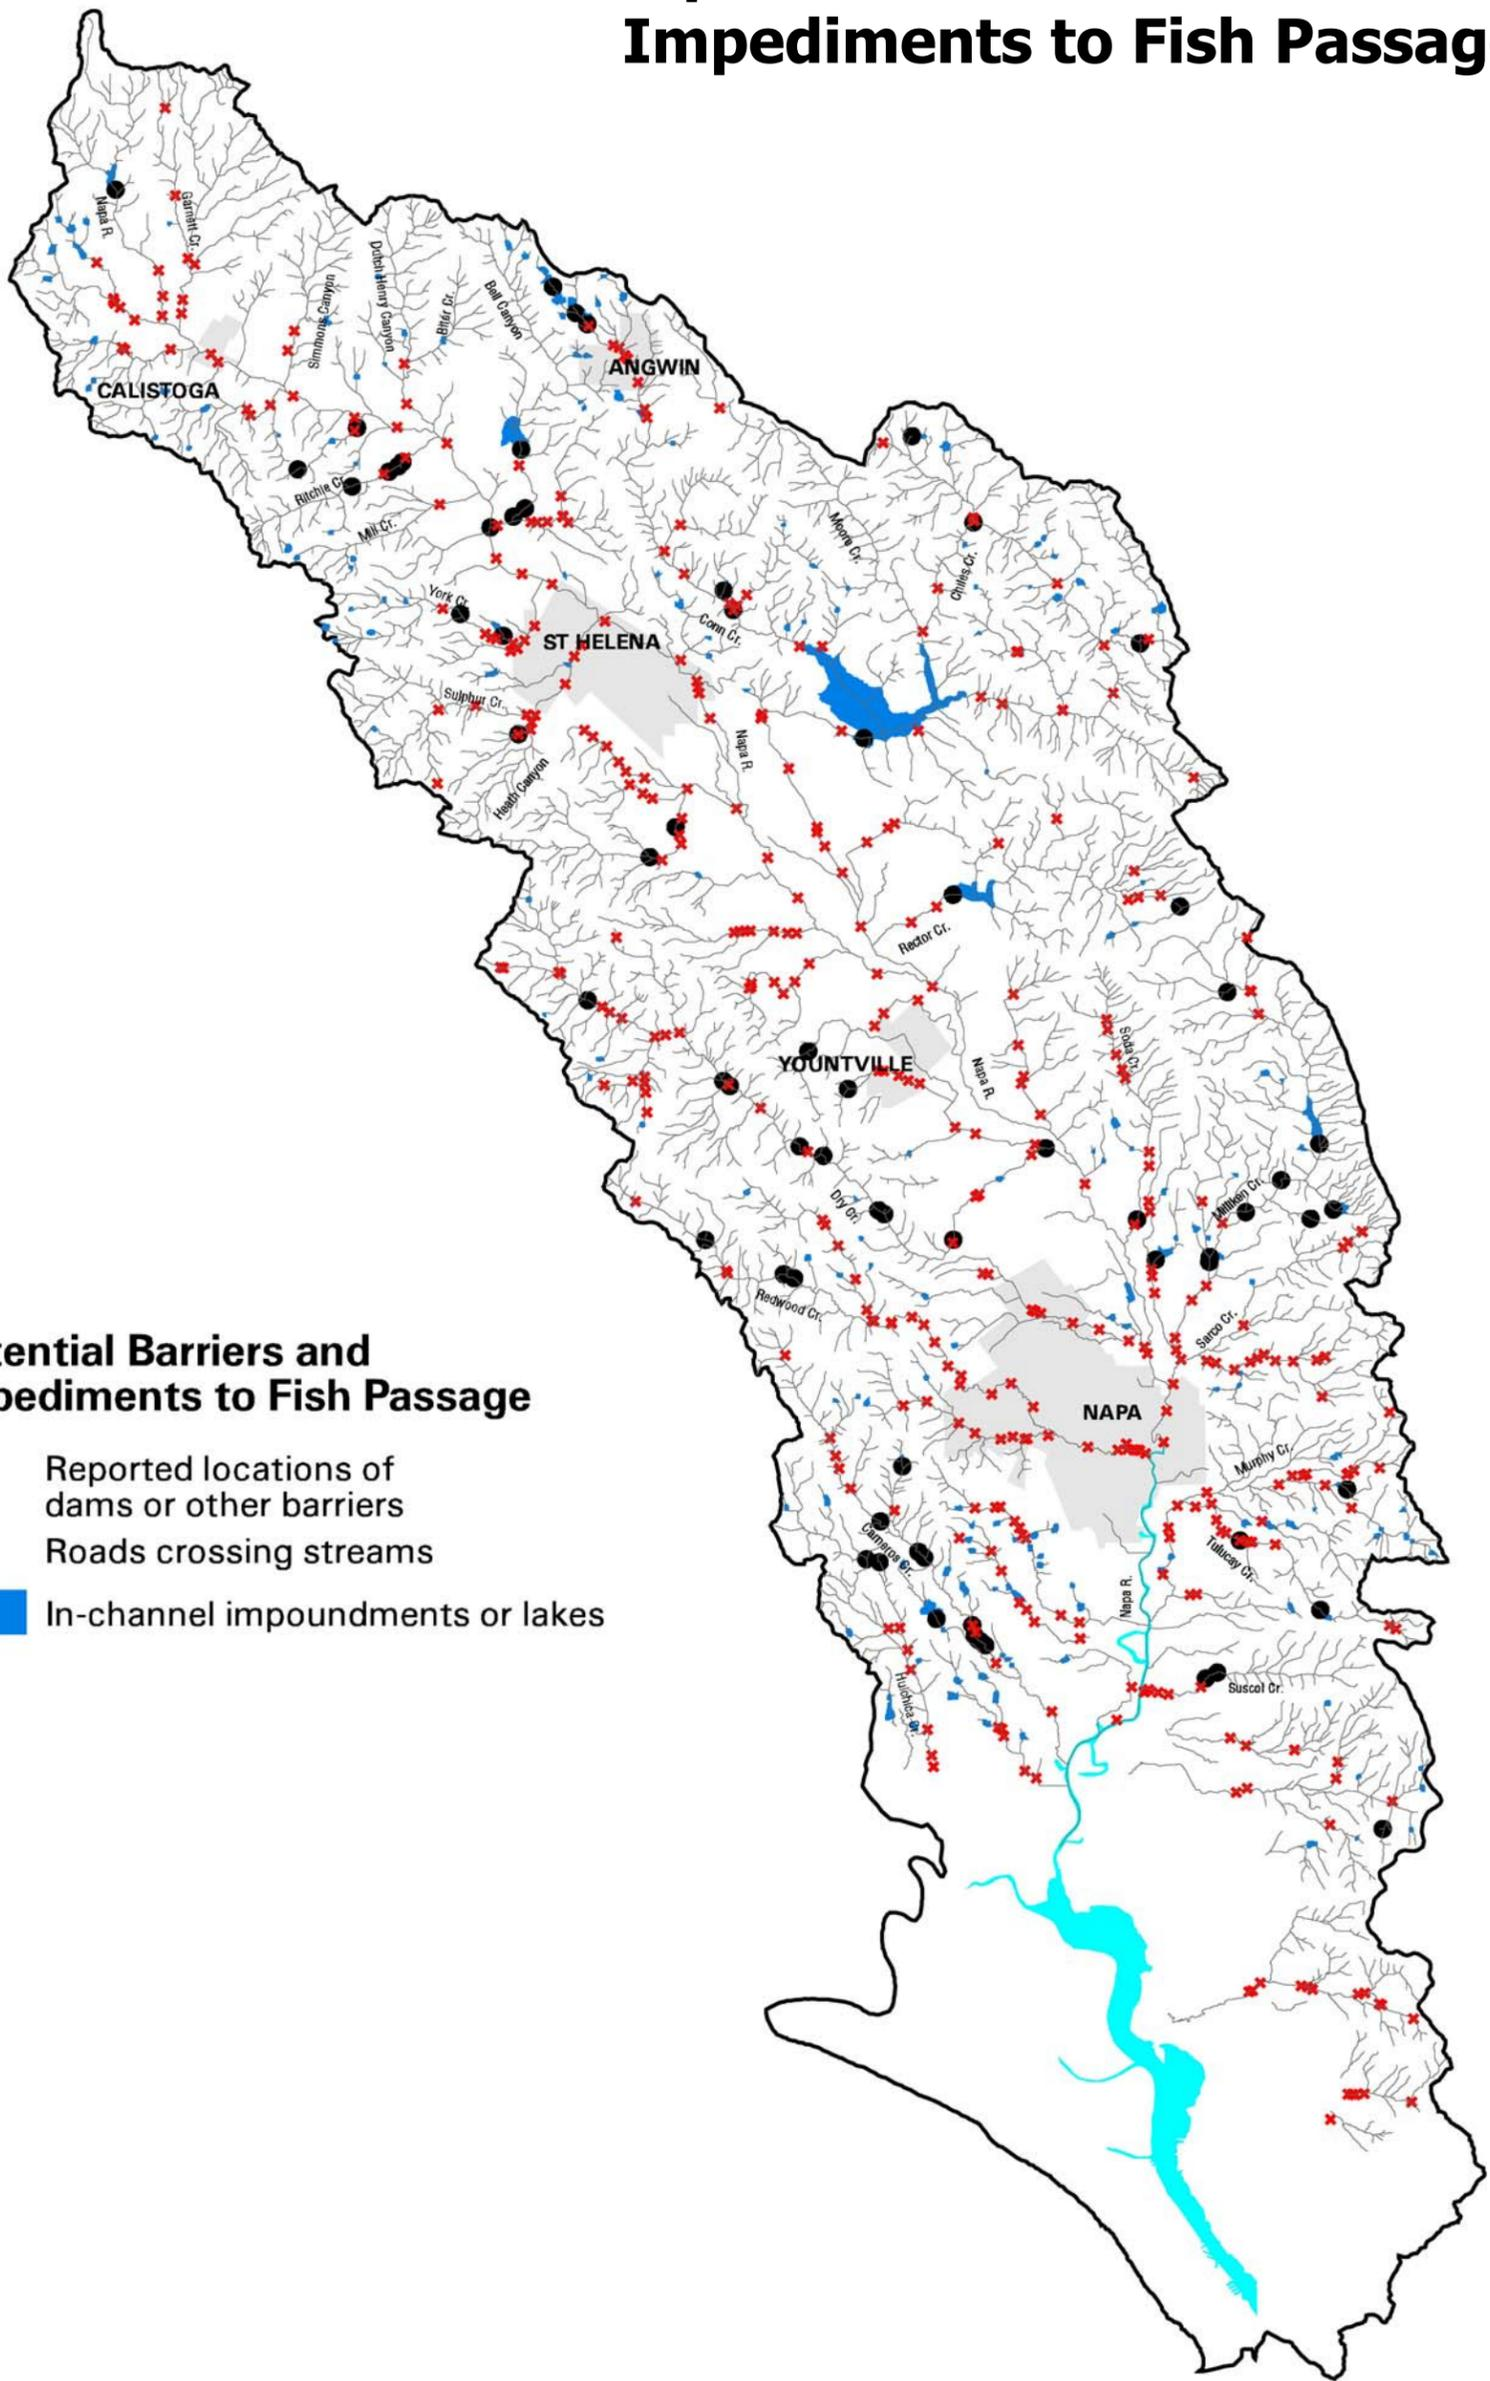 Impediments to Fish Passag
Napa R.
Garnett Cr.
Simmons Canyon
Dutch Henry Canyon
Biter Cr.
Bell Canyon
ANGWIN
CALISTOGA
Ritchie Cr.
Mill Cr.
Moore Cr.
Chiles Cr.
York Cr.
Conn Cr.
ST HELENA
Sulphur Cr.
Napa R.
Heath Canyon
Rector Cr.
Soda Cr.
YOUNTVILLE
Napa R.
Milliken Cr.
Dry Cr.
Redwood Cr.
Sarco Cr.
tential Barriers and
pediments to Fish Passage
NAPA
Reported locations of
dams or other barriers
Murphy Cr.
Roads crossing streams
Carneros Cr.
Tulucay Cr.
In-channel impoundments or lakes
Napa R.
Huichica Cr.
Suscol Cr.